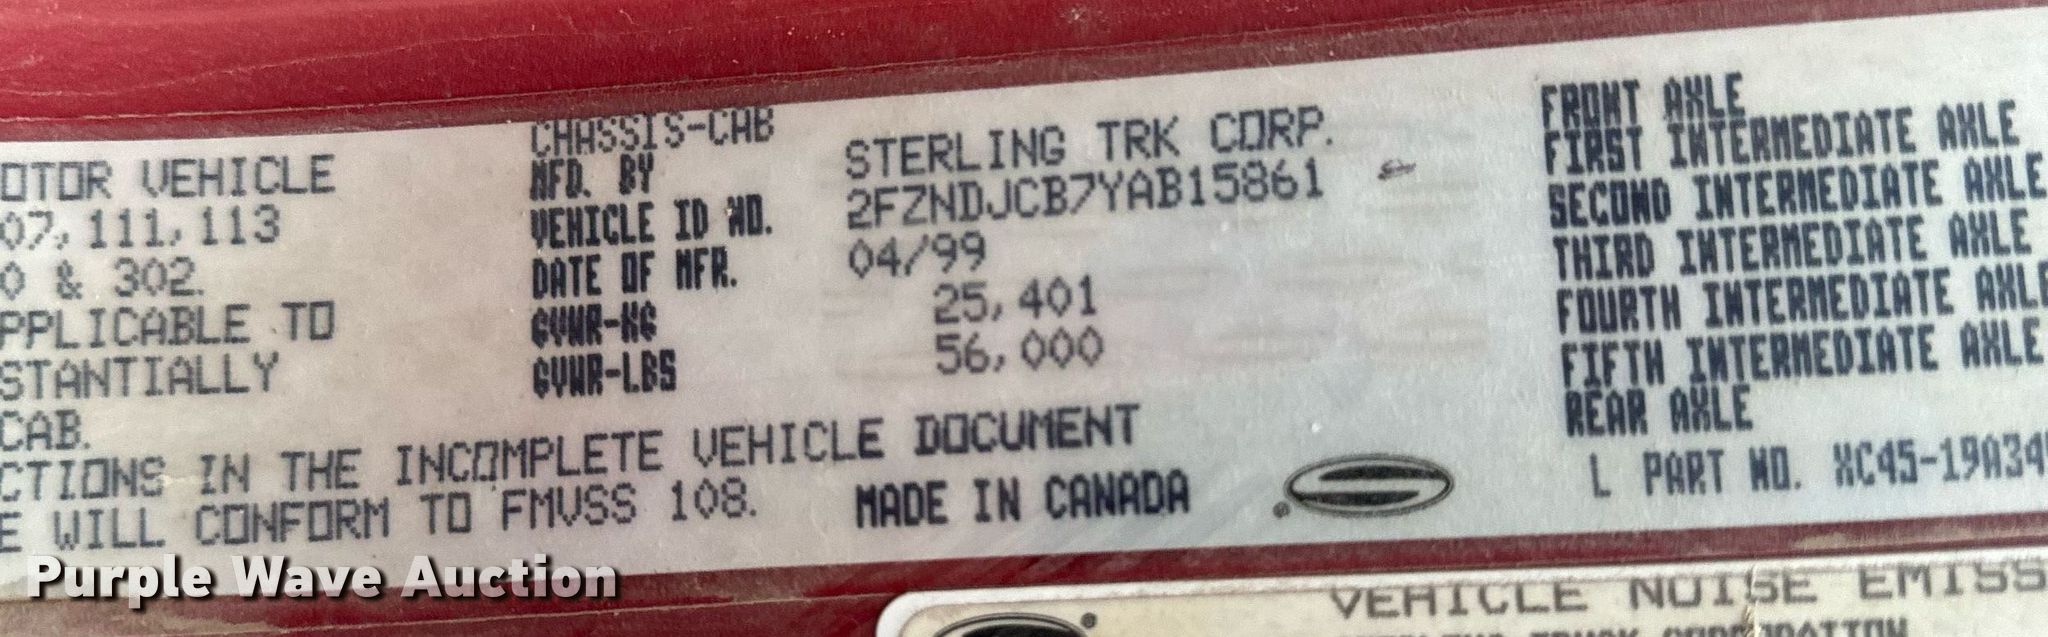 OTOR VEHICLE
07, 111, 113
0 & 302.
PPLICABLE TO
STANTIALLY
CAB.
CTIONS IN THE INCOMPLETE VEHICLE DOCUMENT
E WILL CONFORM TO FMVSS 108.
CHASSIS-CAB
MFD. BY STERLING TRK CORP.
VEHICLE ID NO. 2FZNDJCB7YAB15861
DATE OF MFR. 04/99
GVWR-KG 25,401
GVWR-LBS 56,000
MADE IN CANADA
FRONT AXLE
FIRST INTERMEDIATE AXLE
SECOND INTERMEDIATE AXLE
THIRD INTERMEDIATE AXLE
FOURTH INTERMEDIATE AXLE
FIFTH INTERMEDIATE AXLE
REAR AXLE
L PART NO. XC45-19A34
Purple Wave Auction
VEHICLE NOISE EMISS